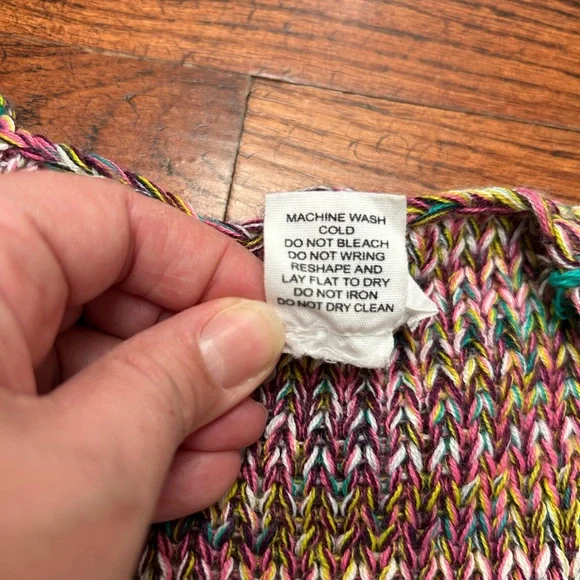 MACHINE WASH
COLD
DO NOT BLEACH
DO NOT WRING
RESHAPE AND
LAY FLAT TO DRY
DO NOT IRON
DO NOT DRY CLEAN